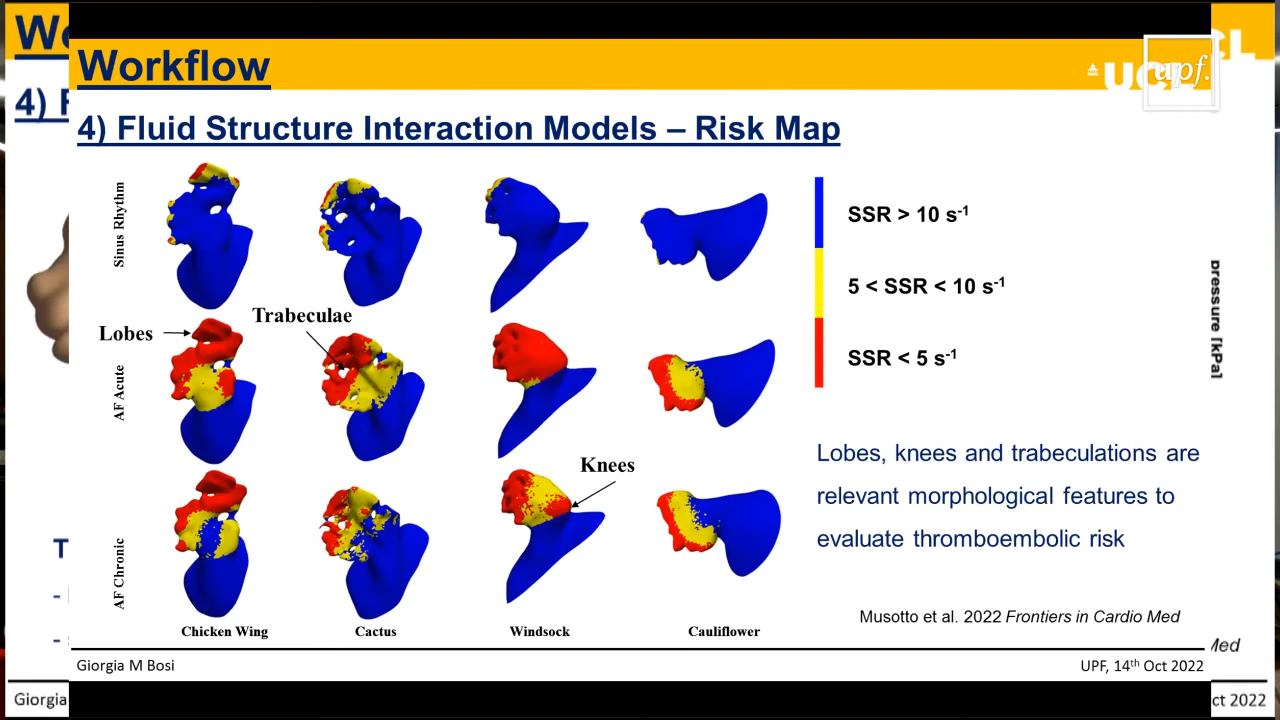 Workflow
UCL
upf.
4) Fluid Structure Interaction Models – Risk Map
Sinus Rhythm
AF Acute
AF Chronic
Lobes
Trabeculae
Knees
Chicken Wing
Cactus
Windsock
Cauliflower
SSR > 10 s-1
5 < SSR < 10 s-1
SSR < 5 s-1
Lobes, knees and trabeculations are
relevant morphological features to
evaluate thromboembolic risk
Musotto et al. 2022 Frontiers in Cardio Med
Giorgia M Bosi
UPF, 14th Oct 2022
4) F
pressure [kPa]
Med
Giorgia
ct 2022